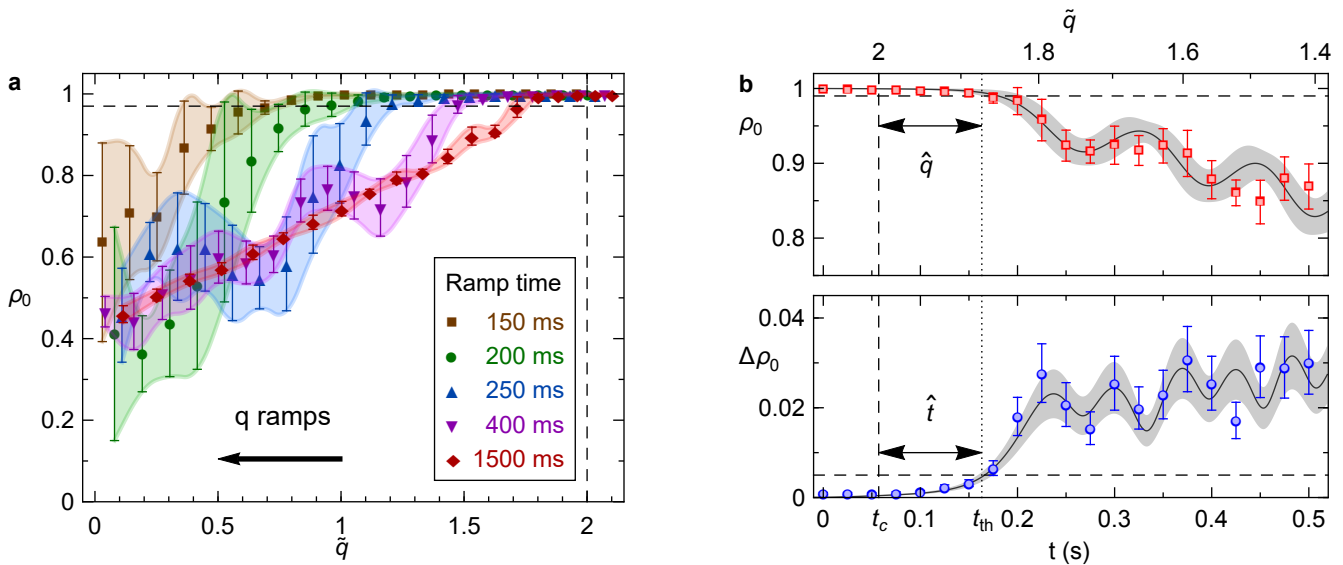 a
1
0.8
0.6
ρ₀
0.4
0.2
0
0 0.5 1 1.5 2
q̃
q ramps
Ramp time
150 ms
200 ms
250 ms
400 ms
1500 ms
b
q̃
2 1.8 1.6 1.4
1
ρ₀
0.9
0.8
q̂
0.04
Δρ₀
0.02
0
t̂
0 t_c 0.1 t_th 0.2 0.3 0.4 0.5
t (s)